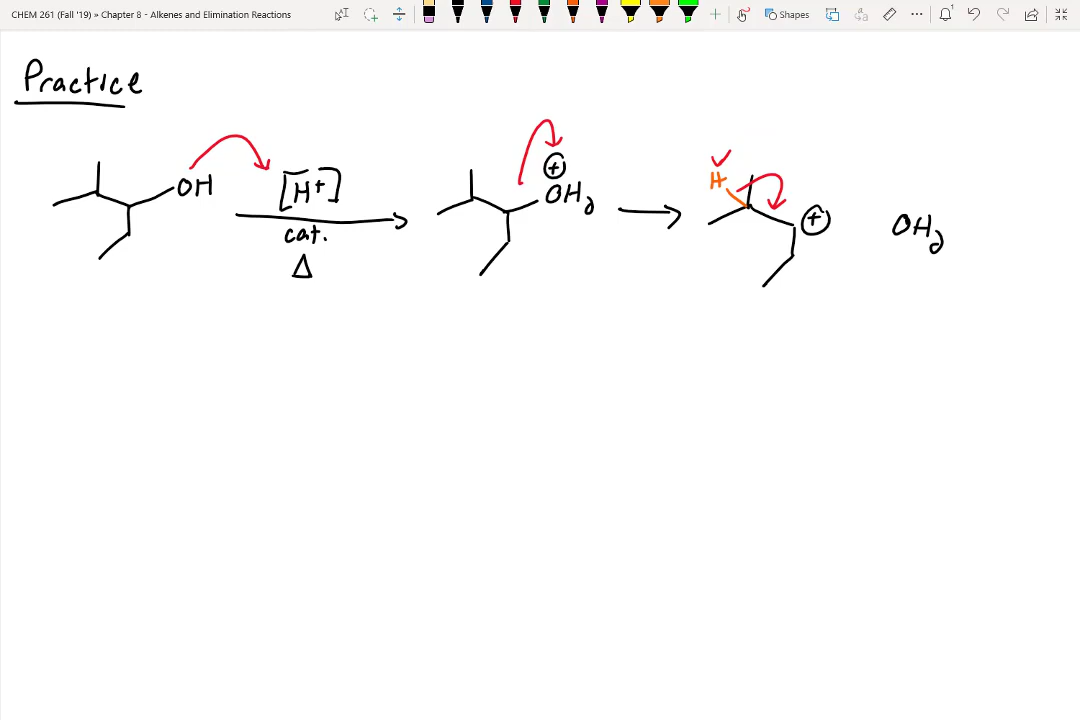 CHEM 261 (Fall '19) » Chapter 8 - Alkenes and Elimination Reactions
Shapes
Practice
OH [H+] ⊕ H
OH2 ⊕ OH2
cat.
Δ